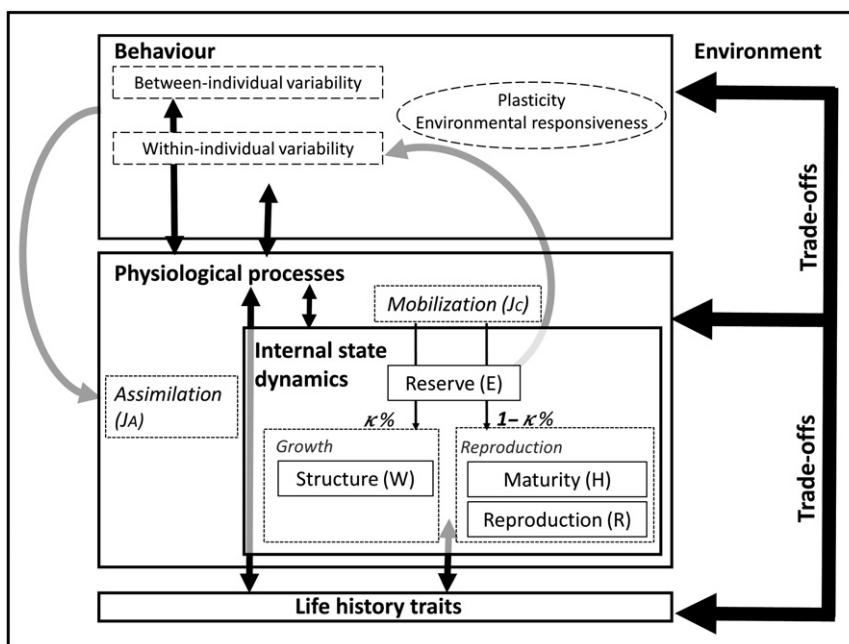 Behaviour
Environment
Between-individual variability
Plasticity
Environmental responsiveness
Within-individual variability
Trade-offs
Physiological processes
Mobilization (JC)
Internal state
dynamics
Reserve (E)
Assimilation
(JA)
κ%
1– κ%
Growth
Reproduction
Structure (W)
Maturity (H)
Reproduction (R)
Trade-offs
Life history traits